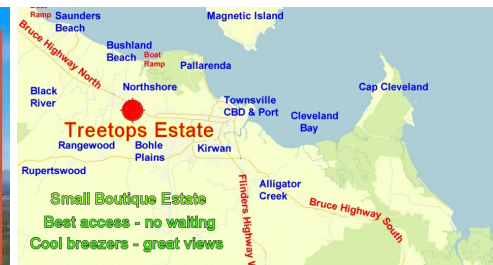 Boat
Ramp
Saunders
Beach
Magnetic Island
Bruce Highway North
Bushland
Beach
Boat
Ramp
Pallarenda
Black
River
Northshore
Cap Cleveland
Townsville
CBD & Port
Cleveland
Bay
Treetops Estate
Rangewood
Bohle
Plains
Kirwan
Rupertswood
Alligator
Creek
Small Boutique Estate
Best access - no waiting
Cool breezers - great views
Flinders Highway
Bruce Highway South